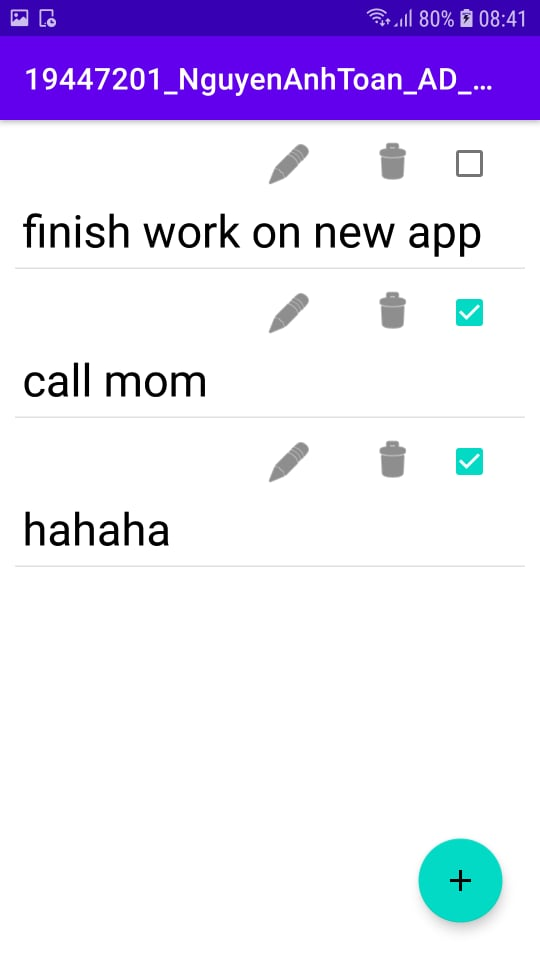 80% 08:41
19447201_NguyenAnhToan_AD_...
finish work on new app
call mom
hahaha
+